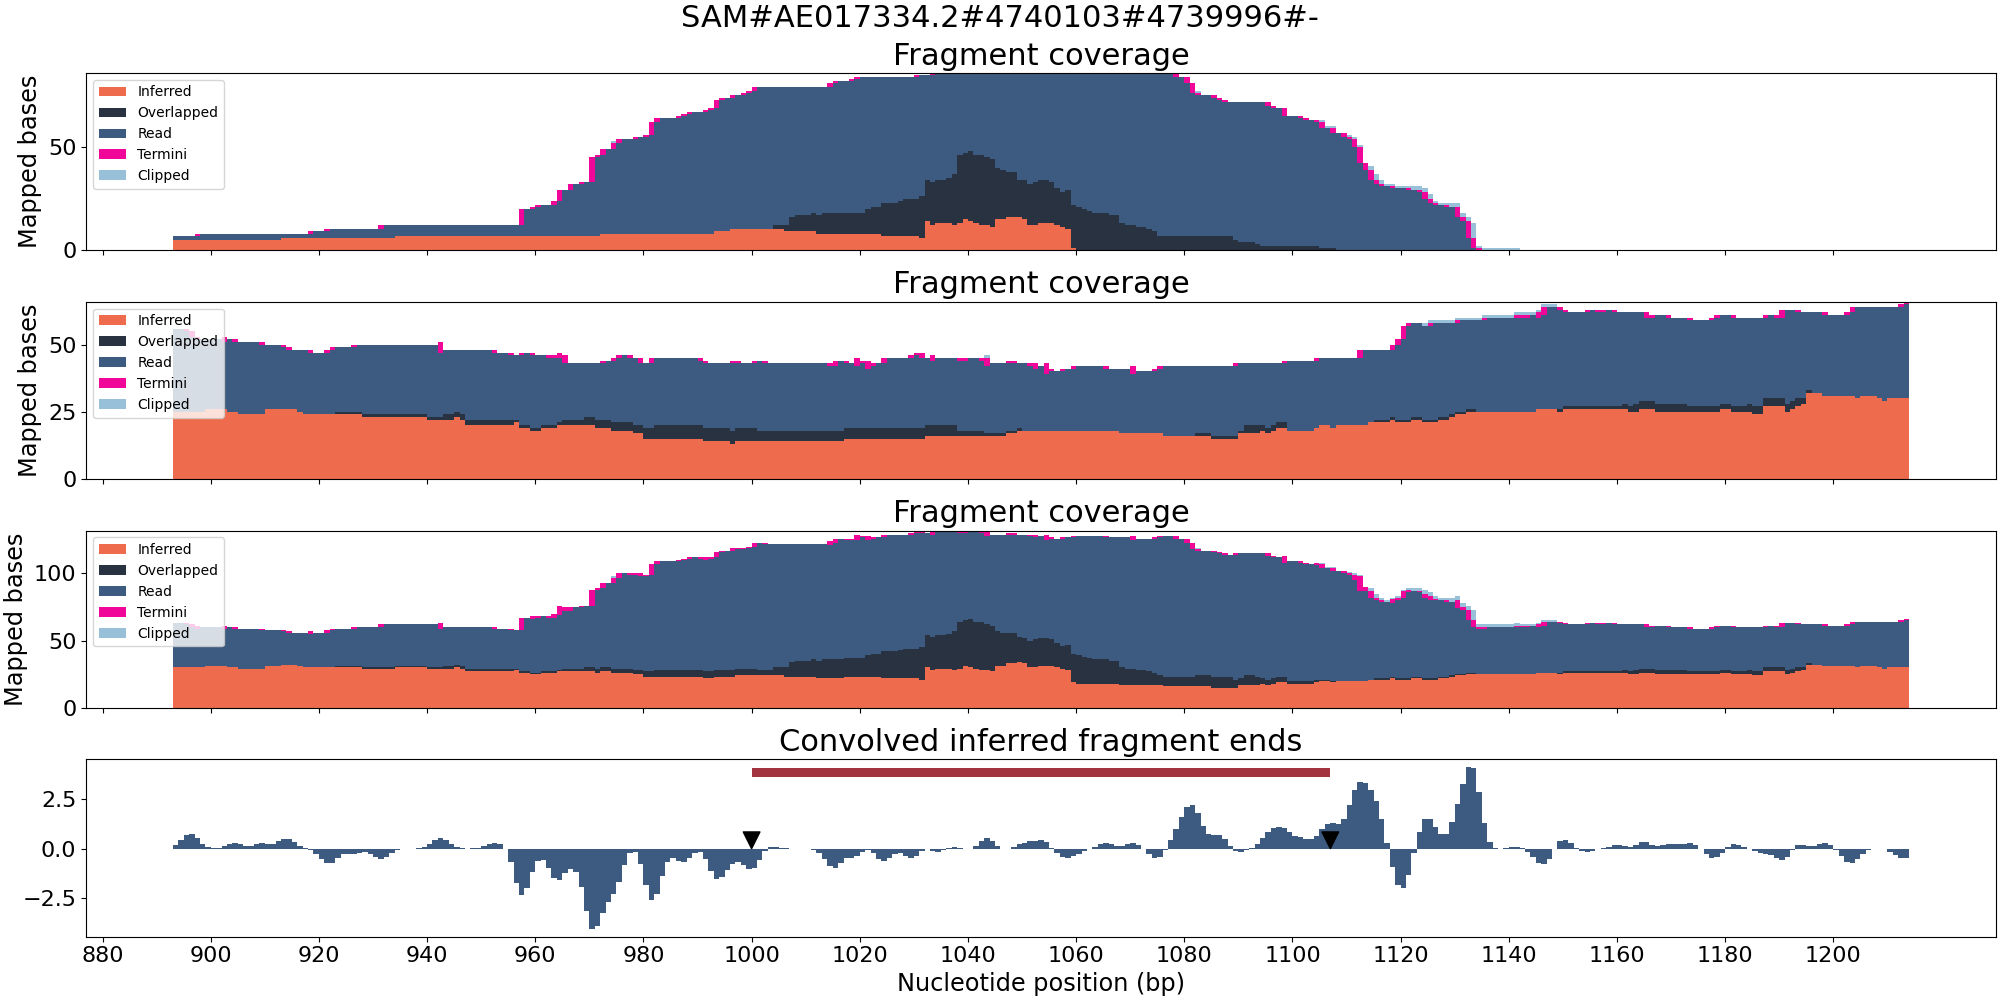 SAM#AE017334.2#4740103#4739996#-
Fragment coverage
Mapped bases
50
0
Inferred
Overlapped
Read
Termini
Clipped
Fragment coverage
Mapped bases
50
25
0
Inferred
Overlapped
Read
Termini
Clipped
Fragment coverage
Mapped bases
100
50
0
Inferred
Overlapped
Read
Termini
Clipped
Convolved inferred fragment ends
2.5
0.0
−2.5
880 900 920 940 960 980 1000 1020 1040 1060 1080 1100 1120 1140 1160 1180 1200
Nucleotide position (bp)